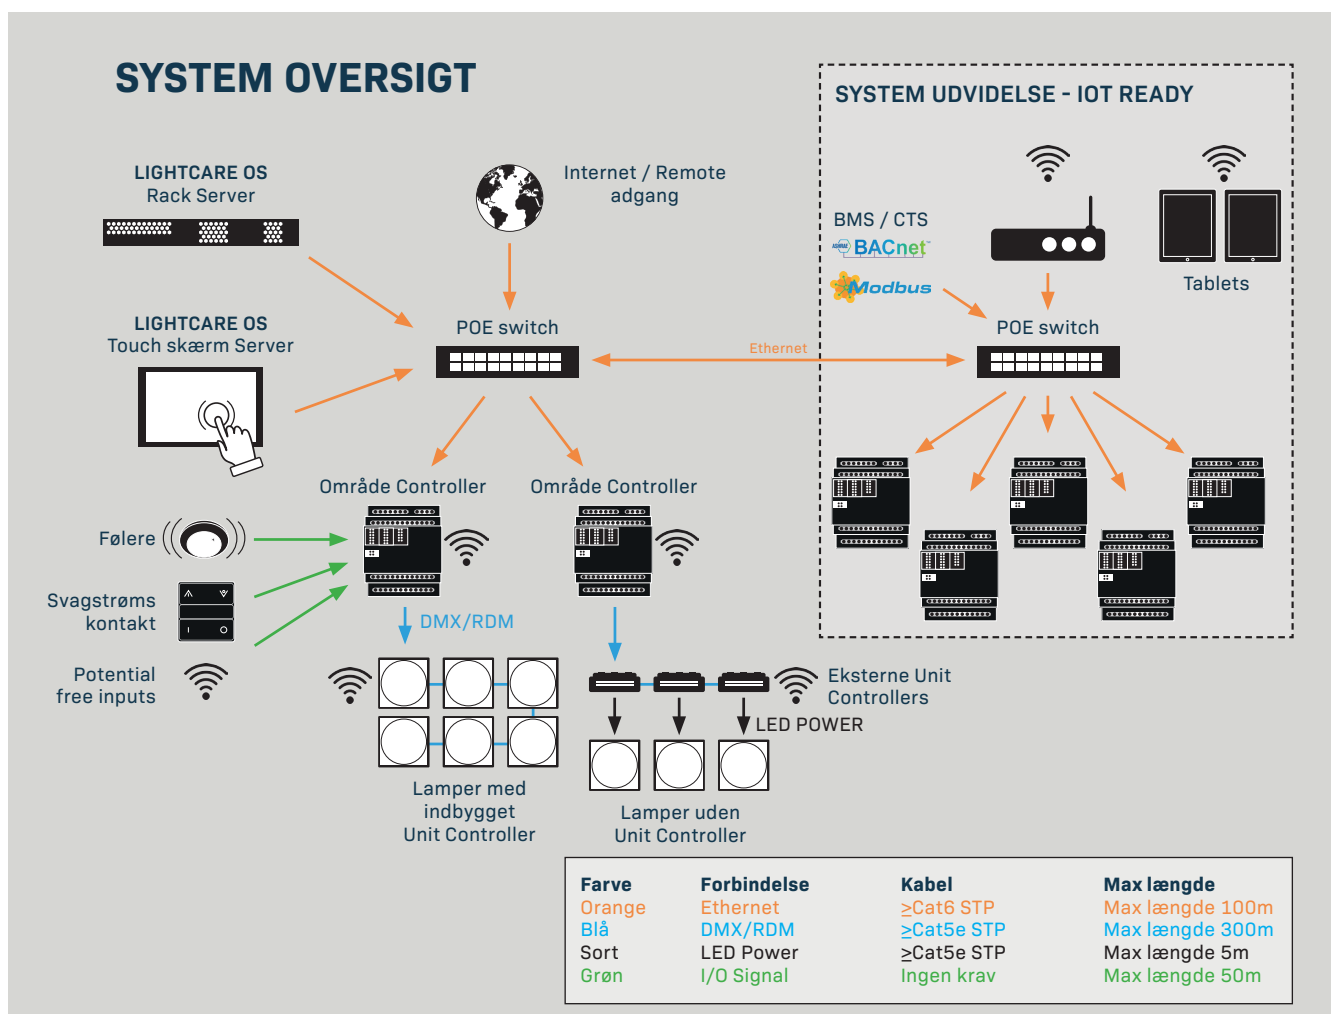 SYSTEM OVERSIGT
SYSTEM UDVIDELSE - IOT READY
LIGHTCARE OS
Rack Server
Internet / Remote
adgang
BMS / CTS
ASHRAE BACnet™
Modbus
Tablets
LIGHTCARE OS
Touch skærm Server
POE switch
Ethernet
POE switch
Område Controller
Område Controller
Følere
Svagstrøms
kontakt
Potential
free inputs
DMX/RDM
Eksterne Unit
Controllers
LED POWER
Lamper med
indbygget
Unit Controller
Lamper uden
Unit Controller
Farve Forbindelse Kabel Max længde
Orange Ethernet ≥Cat6 STP Max længde 100m
Blå DMX/RDM ≥Cat5e STP Max længde 300m
Sort LED Power ≥Cat5e STP Max længde 5m
Grøn I/O Signal Ingen krav Max længde 50m